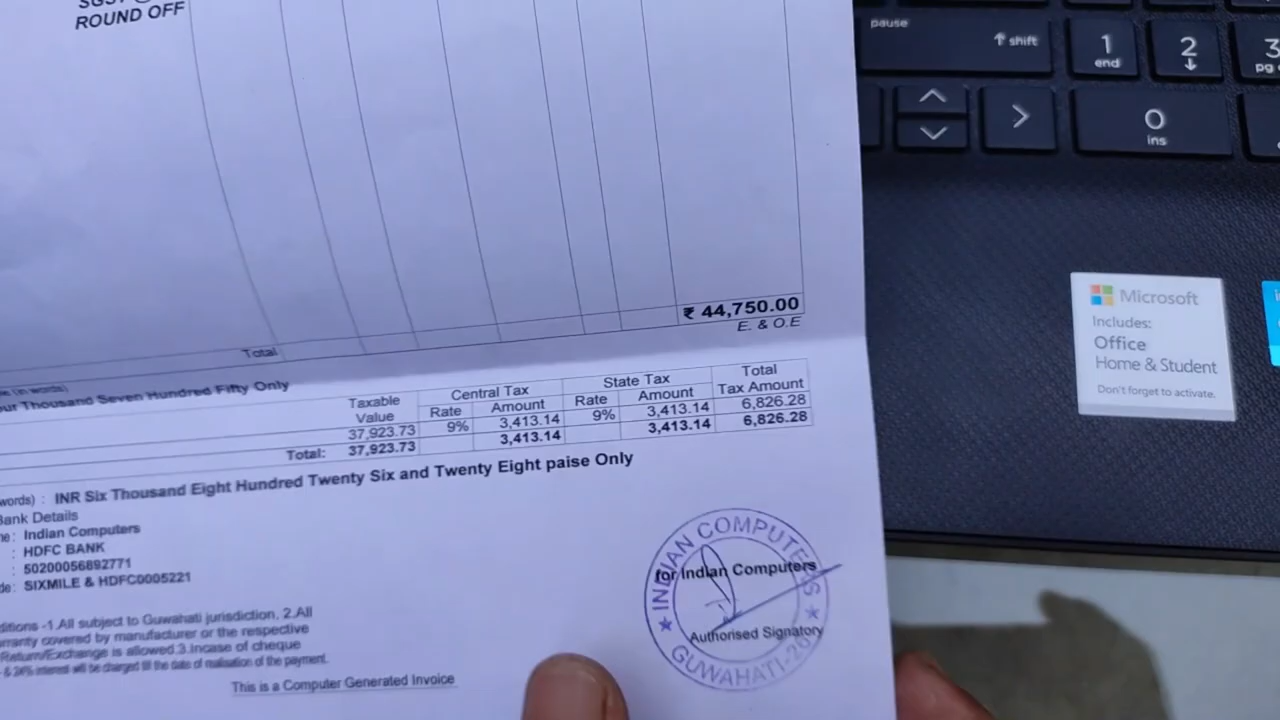 ROUND OFF
Total
₹ 44,750.00
E. & O.E
(in words)
our Thousand Seven Hundred Fifty Only
Taxable Value Central Tax State Tax Total Tax Amount
Rate Amount Rate Amount
37,923.73 9% 3,413.14 9% 3,413.14 6,826.28
Total: 37,923.73 3,413.14 3,413.14 6,826.28
words) : INR Six Thousand Eight Hundred Twenty Six and Twenty Eight paise Only
Bank Details
: Indian Computers
: HDFC BANK
: 50200056892771
: SIXMILE & HDFC0005221
ditions -1.All subject to Guwahati jurisdiction, 2.All
rranty covered by manufacturer or the respective
Return/Exchange is allowed.3.Incase of cheque
& 24% interest will be charged till the date of realisation of the payment.
This is a Computer Generated Invoice
INDIAN COMPUTERS
for Indian Computers
Authorised Signatory
GUWAHATI-
pause
shift
1
end
2
3
pg
0
ins
Microsoft
Includes:
Office
Home & Student
Don't forget to activate.